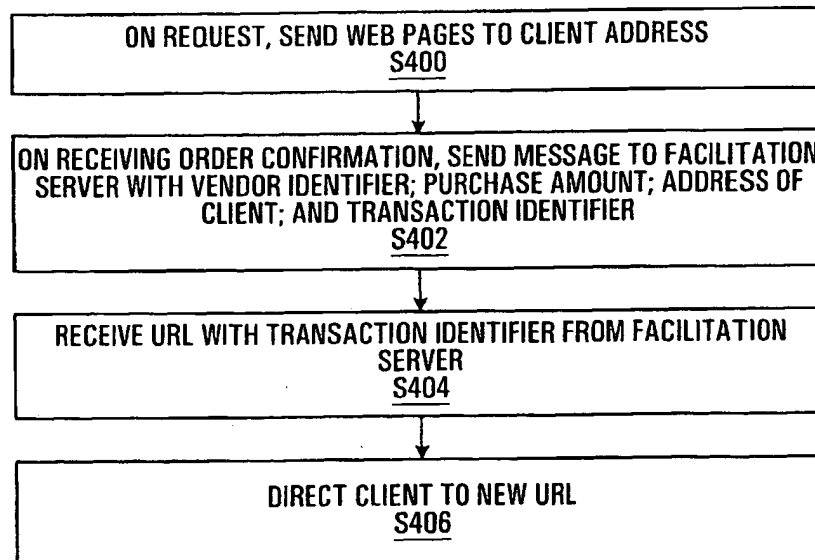 ON REQUEST, SEND WEB PAGES TO CLIENT ADDRESS
S400
ON RECEIVING ORDER CONFIRMATION, SEND MESSAGE TO FACILITATION
SERVER WITH VENDOR IDENTIFIER; PURCHASE AMOUNT; ADDRESS OF
CLIENT; AND TRANSACTION IDENTIFIER
S402
RECEIVE URL WITH TRANSACTION IDENTIFIER FROM FACILITATION
SERVER
S404
DIRECT CLIENT TO NEW URL
S406